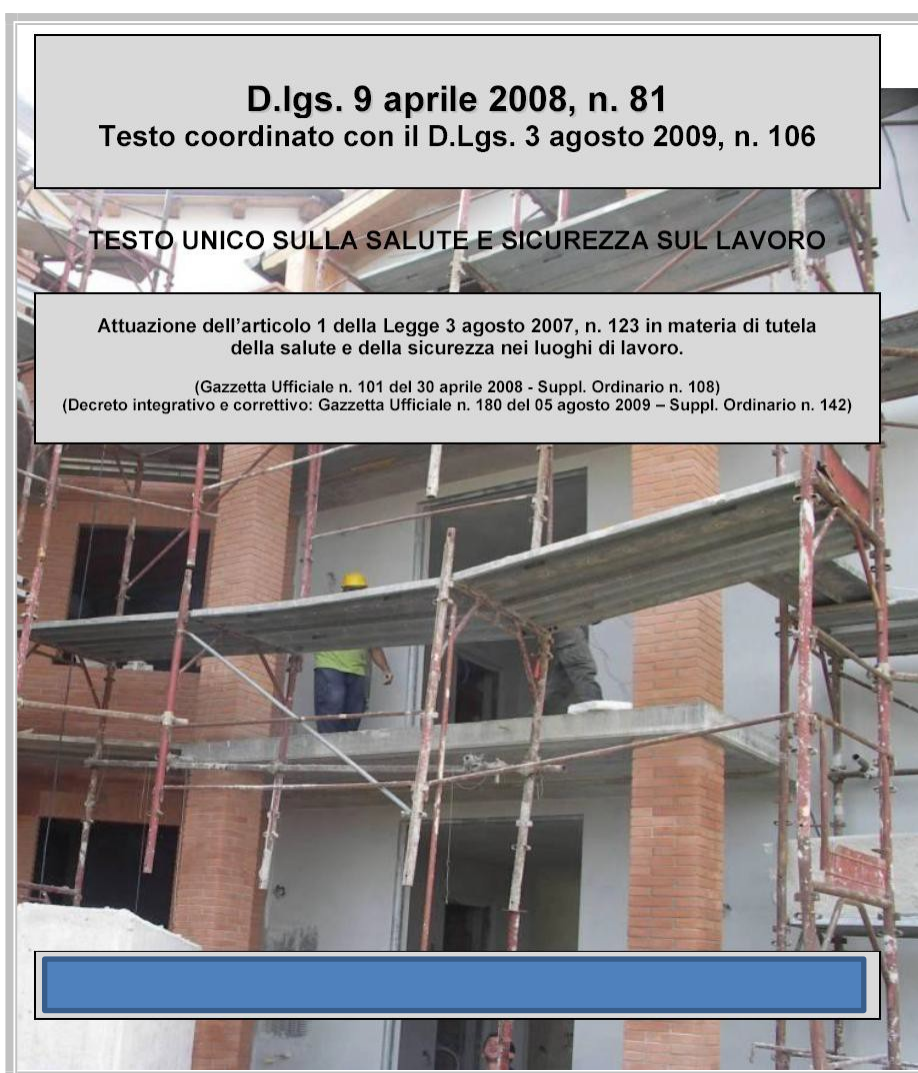 D.lgs. 9 aprile 2008, n. 81
Testo coordinato con il D.Lgs. 3 agosto 2009, n. 106
TESTO UNICO SULLA SALUTE E SICUREZZA SUL LAVORO
Attuazione dell'articolo 1 della Legge 3 agosto 2007, n. 123 in materia di tutela
della salute e della sicurezza nei luoghi di lavoro.
(Gazzetta Ufficiale n. 101 del 30 aprile 2008 - Suppl. Ordinario n. 108)
(Decreto integrativo e correttivo: Gazzetta Ufficiale n. 180 del 05 agosto 2009 – Suppl. Ordinario n. 142)